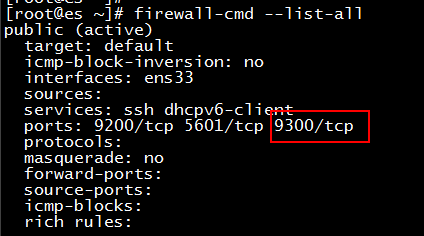 [root@es ~]#
[root@es ~]# firewall-cmd --list-all
public (active)
  target: default
  icmp-block-inversion: no
  interfaces: ens33
  sources:
  services: ssh dhcpv6-client
  ports: 9200/tcp 5601/tcp 9300/tcp
  protocols:
  masquerade: no
  forward-ports:
  source-ports:
  icmp-blocks:
  rich rules: